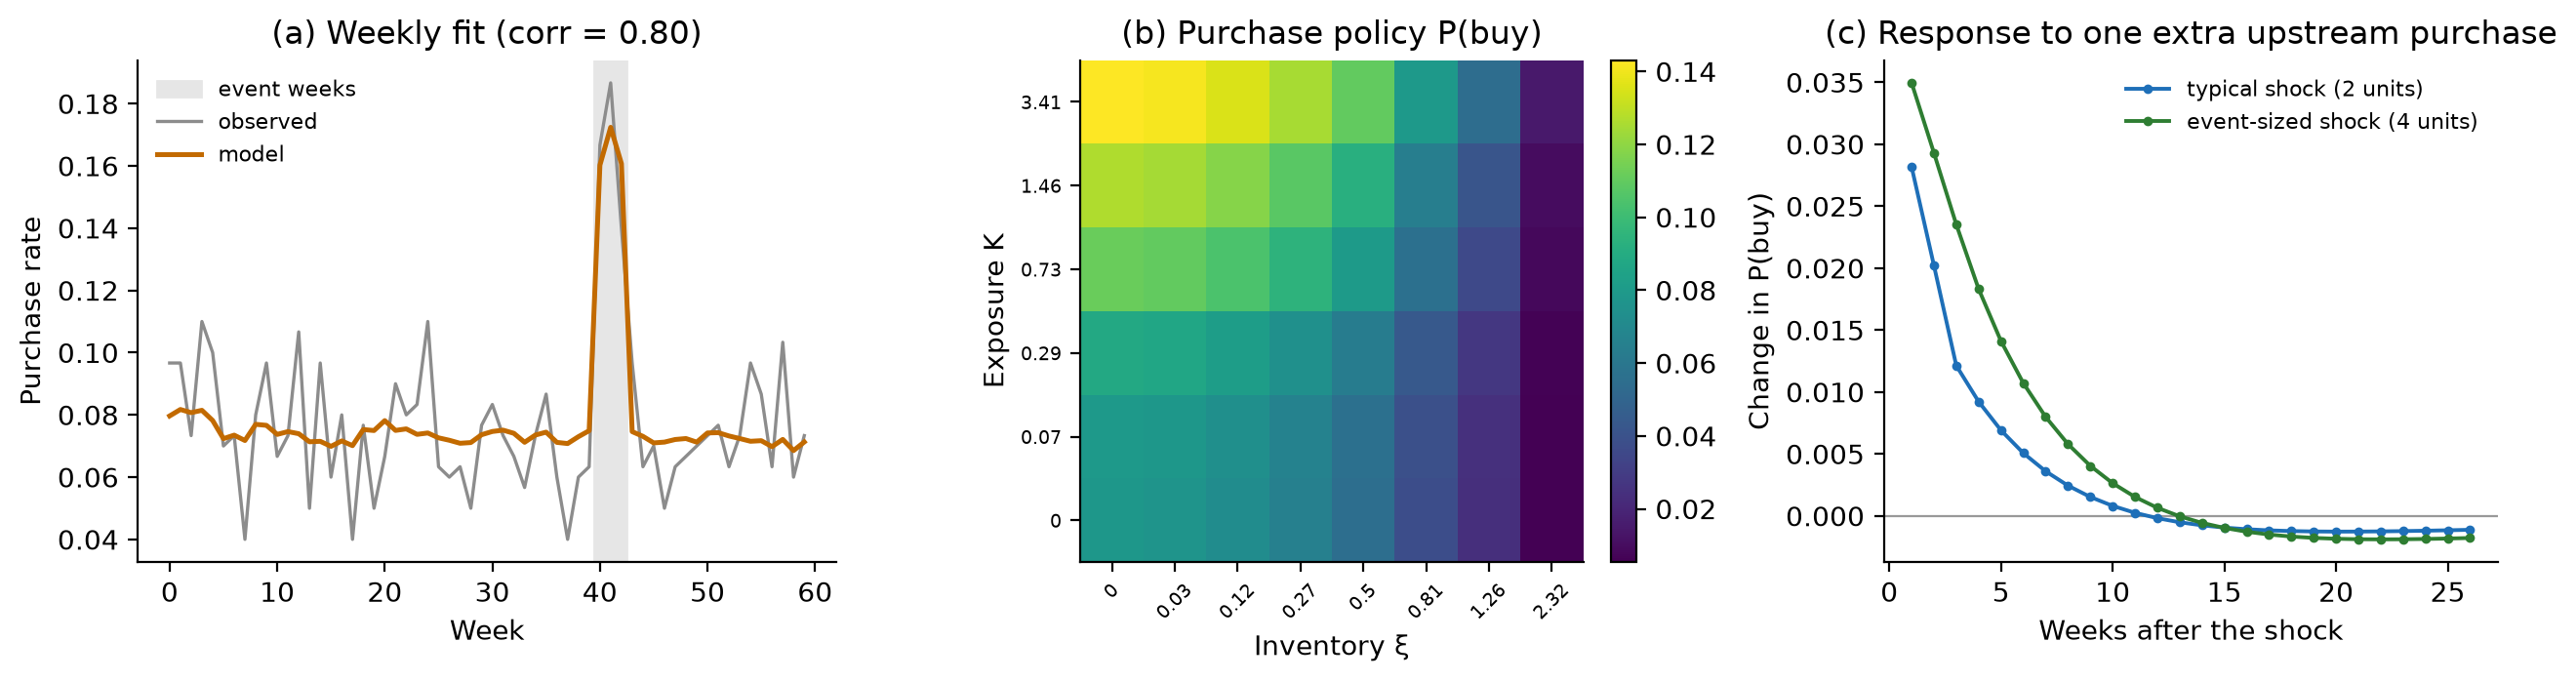 (a) Weekly fit (corr = 0.80)
event weeks
observed
model
0.18
0.16
0.14
0.12
0.10
0.08
0.06
0.04
Purchase rate
0 10 20 30 40 50 60
Week
(b) Purchase policy P(buy)
3.41
1.46
0.73
0.29
0.07
0
Exposure K
0 0.03 0.12 0.27 0.5 0.81 1.26 2.32
Inventory ξ
0.14
0.12
0.10
0.08
0.06
0.04
0.02
(c) Response to one extra upstream purchase
typical shock (2 units)
event-sized shock (4 units)
0.035
0.030
0.025
0.020
0.015
0.010
0.005
0.000
Change in P(buy)
0 5 10 15 20 25
Weeks after the shock